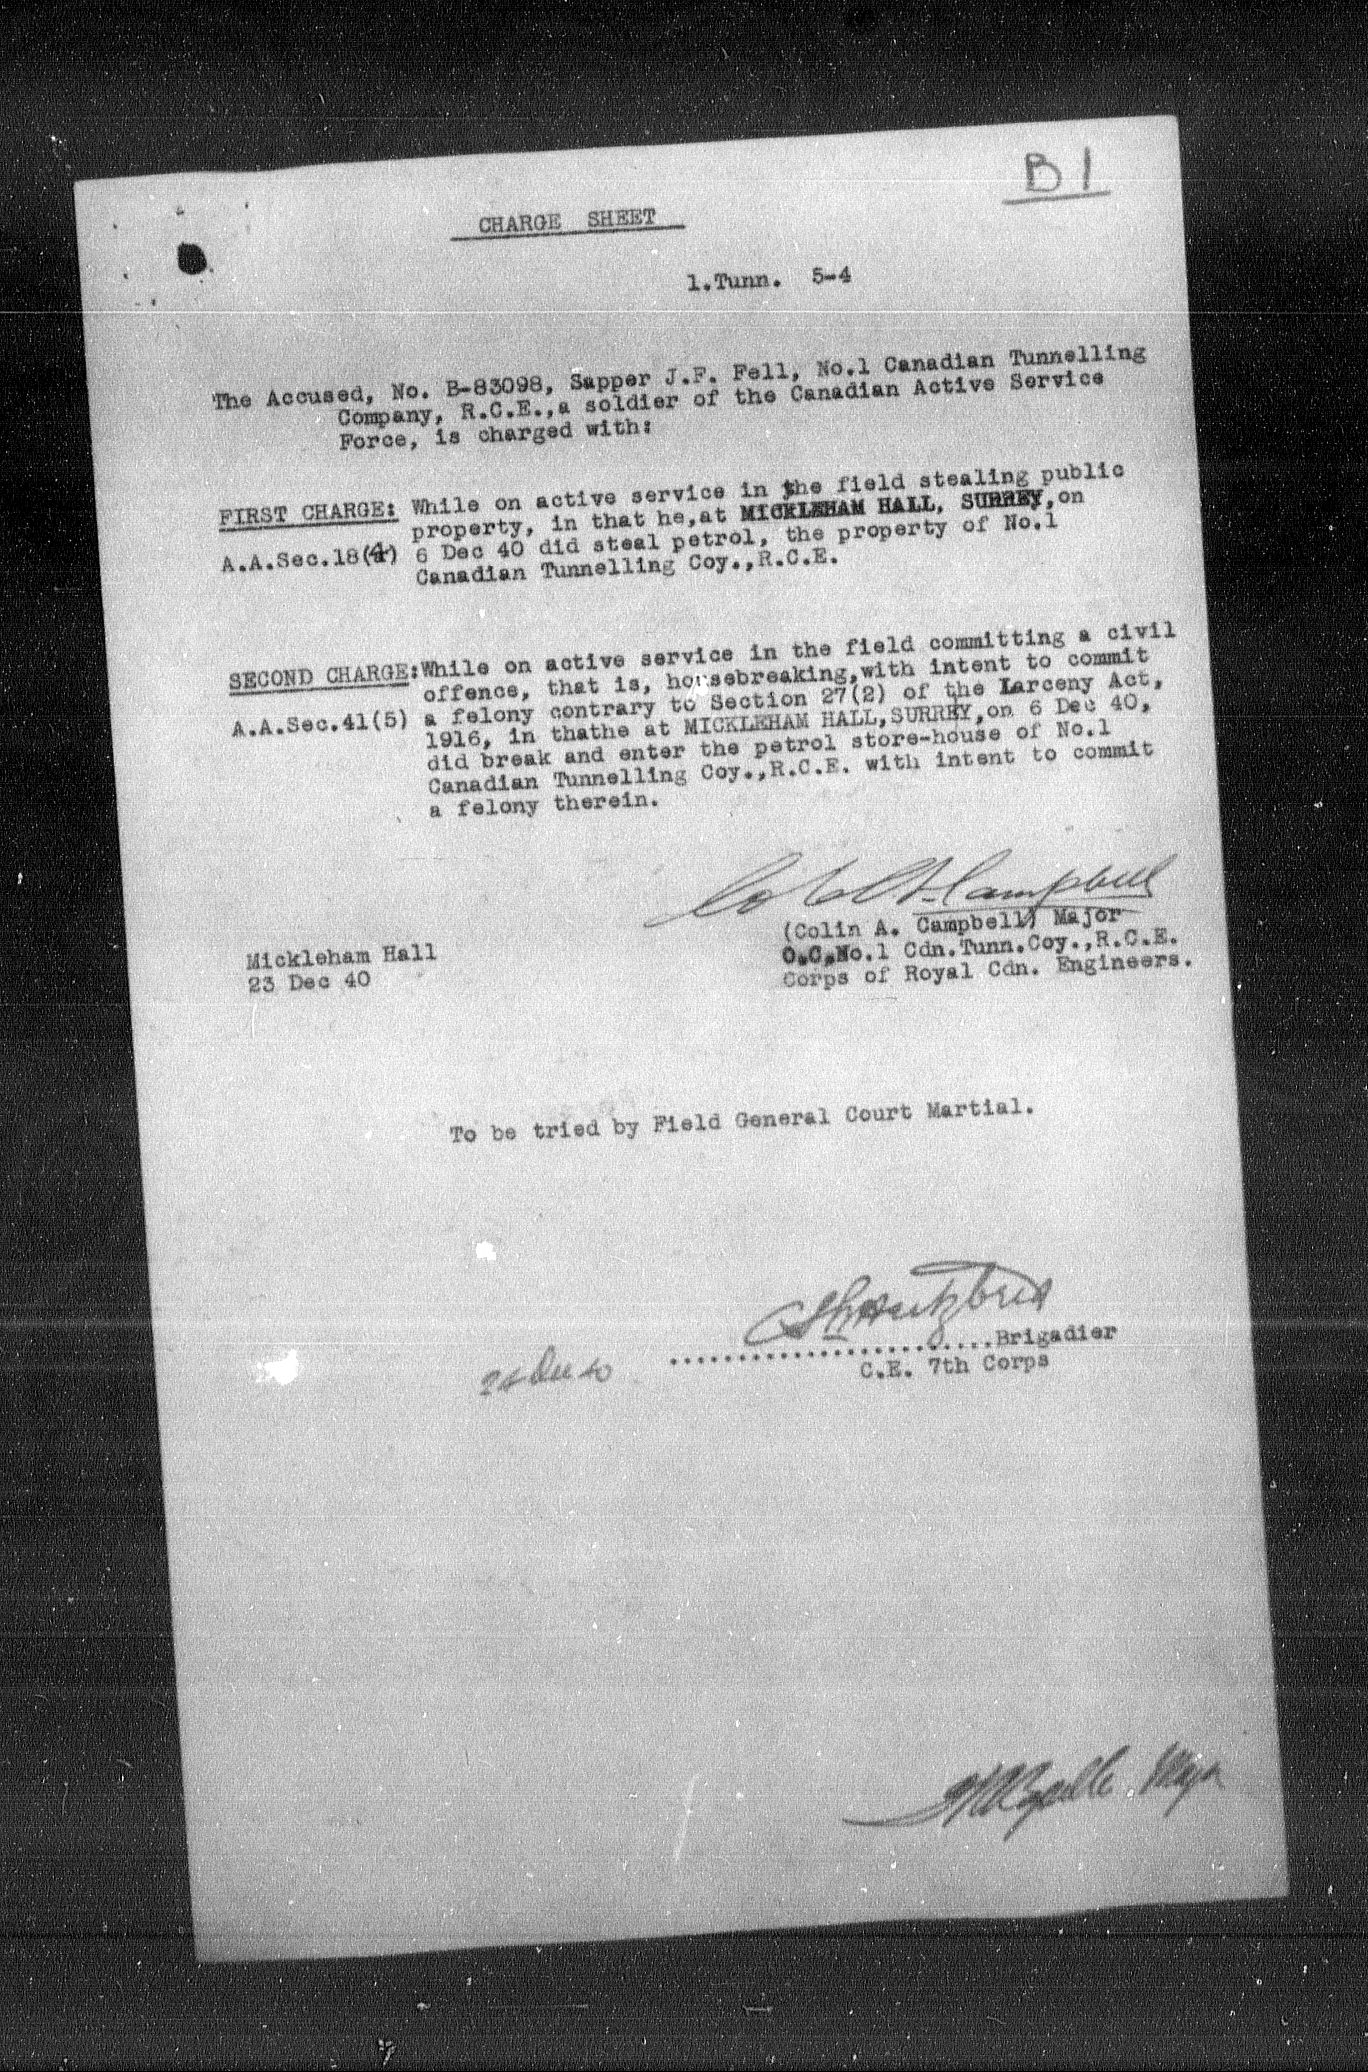 B 1
CHARGE SHEET
1.Tunn. 5-4
The Accused, No. B-83098, Sapper J.F. Fell, No.1 Canadian Tunnelling
Company, R.C.E.,a soldier of the Canadian Active Service
Force, is charged with:
FIRST CHARGE: While on active service in the field stealing public
property, in that he,at MICKLEHAM HALL, SURREY,on
A.A.Sec.18(4) 6 Dec 40 did steal petrol, the property of No.1
Canadian Tunnelling Coy.,R.C.E.
SECOND CHARGE:While on active service in the field committing a civil
offence, that is, housebreaking,with intent to commit
A.A.Sec.41(5) a felony contrary to Section 27(2) of the Larceny Act,
1916, in thathe at MICKLEHAM HALL,SURREY,on 6 Dec 40,
did break and enter the petrol store-house of No.1
Canadian Tunnelling Coy.,R.C.E. with intent to commit
a felony therein.
Campbell
(Colin A. Campbell) Major
Mickleham Hall O.C.No.1 Cdn.Tunn.Coy.,R.C.E.
23 Dec 40 Corps of Royal Cdn. Engineers.
To be tried by Field General Court Martial.
........................Brigadier
24 Dec 40 C.E. 7th Corps
Major